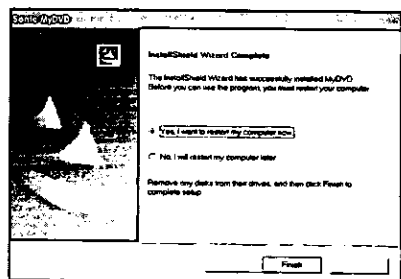 Sonic MyDVD
InstallShield Wizard Complete
The InstallShield Wizard has successfully installed MyDVD
Before you can use the program, you must restart your computer
Yes, I want to restart my computer now.
No, I will restart my computer later
Remove any disks from their drives, and then click Finish to
complete setup
Finish